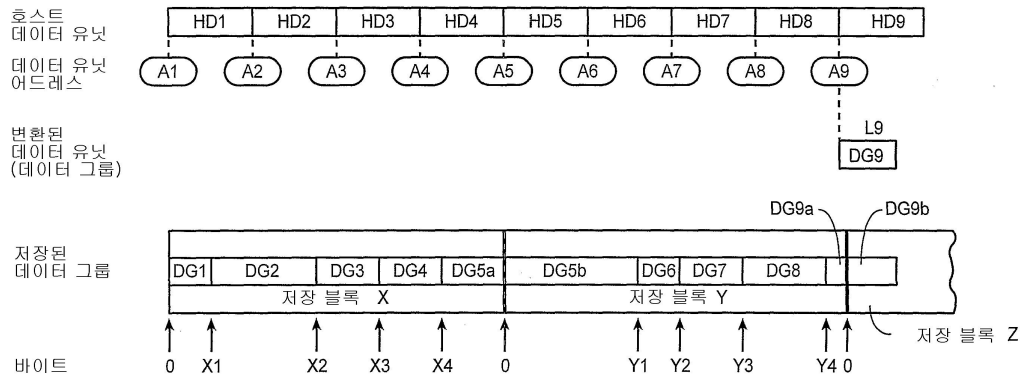 호스트
데이터 유닛
HD1 HD2 HD3 HD4 HD5 HD6 HD7 HD8 HD9
데이터 유닛
어드레스
A1 A2 A3 A4 A5 A6 A7 A8 A9
변환된
데이터 유닛
(데이터 그룹)
L9
DG9
DG9a DG9b
저장된
데이터 그룹
DG1 DG2 DG3 DG4 DG5a DG5b DG6 DG7 DG8
저장 블록 X 저장 블록 Y
저장 블록 Z
바이트 0 X1 X2 X3 X4 0 Y1 Y2 Y3 Y4 0